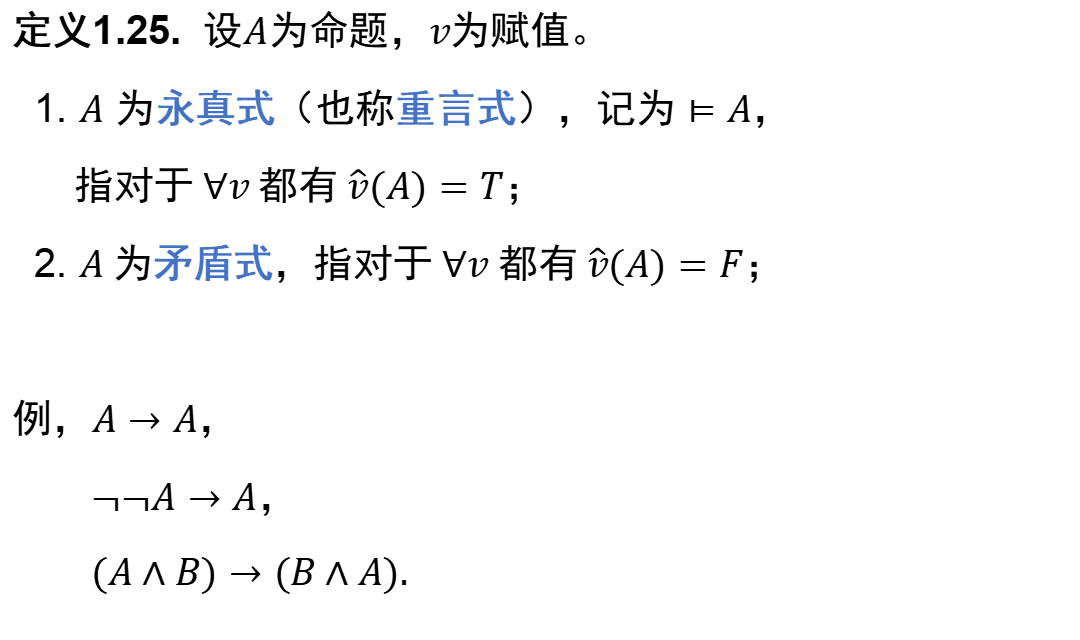 定义1.25. 设A为命题，v为赋值。
1. A 为永真式（也称重言式），记为 ⊨ A，
指对于 ∀v 都有 v̂(A) = T；
2. A 为矛盾式，指对于 ∀v 都有 v̂(A) = F；
例，A → A，
¬¬A → A，
(A ∧ B) → (B ∧ A).